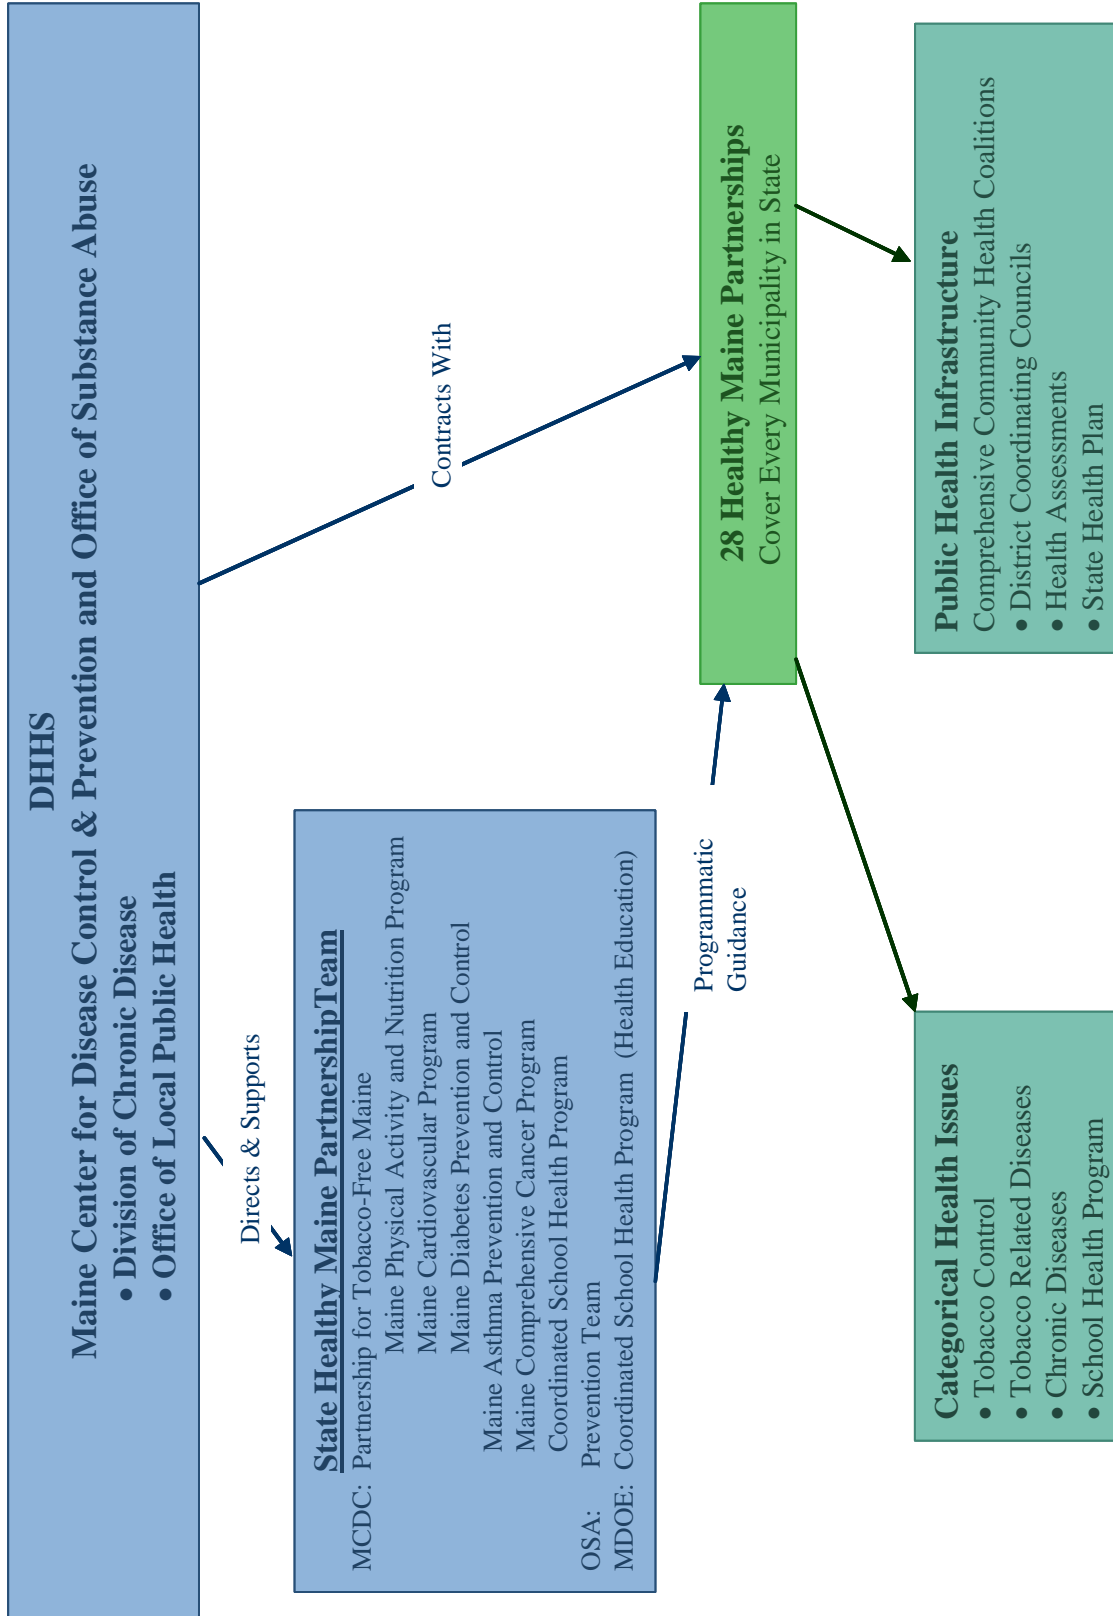 DHHS
Maine Center for Disease Control & Prevention and Office of Substance Abuse
• Division of Chronic Disease
• Office of Local Public Health
Directs & Supports
Contracts With
State Healthy Maine PartnershipTeam
MCDC: Partnership for Tobacco-Free Maine
Maine Physical Activity and Nutrition Program
Maine Cardiovascular Program
Maine Diabetes Prevention and Control
Maine Asthma Prevention and Control
Maine Comprehensive Cancer Program
Coordinated School Health Program
OSA: Prevention Team
MDOE: Coordinated School Health Program (Health Education)
Programmatic
Guidance
28 Healthy Maine Partnerships
Cover Every Municipality in State
Categorical Health Issues
• Tobacco Control
• Tobacco Related Diseases
• Chronic Diseases
• School Health Program
Public Health Infrastructure
Comprehensive Community Health Coalitions
• District Coordinating Councils
• Health Assessments
• State Health Plan